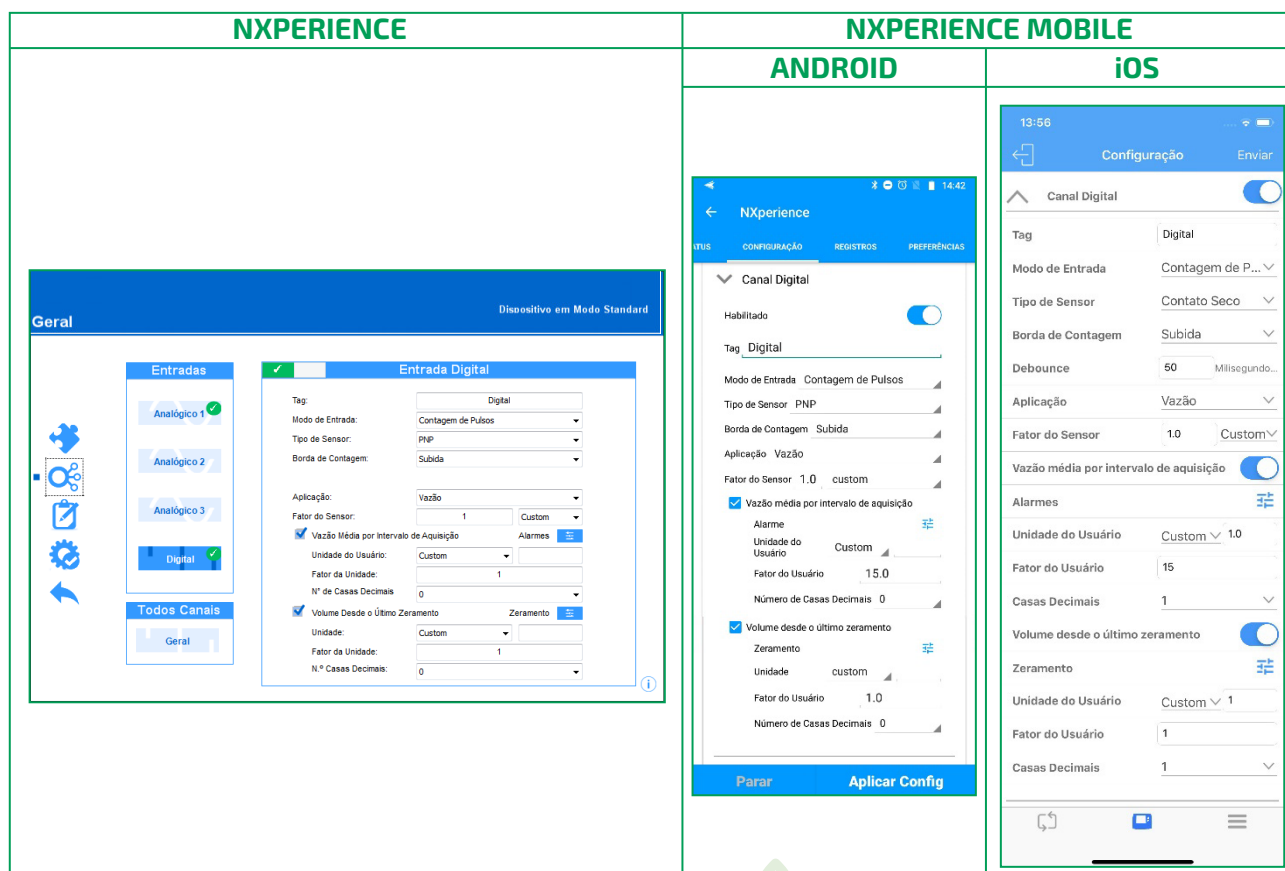 NXPERIENCE
NXPERIENCE MOBILE
ANDROID
iOS
Dispositivo em Modo Standard
Geral
Entradas
Analógico 1
Analógico 2
Analógico 3
Digital
Todos Canais
Geral
Entrada Digital
Tag: Digital
Modo de Entrada: Contagem de Pulsos
Tipo de Sensor: PNP
Borda de Contagem: Subida
Aplicação: Vazão
Fator do Sensor: 1 Custom
Vazão Média por Intervalo de Aquisição Alarmes
Unidade do Usuário: Custom
Fator da Unidade: 1
N° de Casas Decimais 0
Volume Desde o Último Zeramento Zeramento
Unidade: Custom
Fator da Unidade: 1
N.º Casas Decimais: 0
14:42
NXperience
ATUS CONFIGURAÇÃO REGISTROS PREFERÊNCIAS
Canal Digital
Habilitado
Tag Digital
Modo de Entrada Contagem de Pulsos
Tipo de Sensor PNP
Borda de Contagem Subida
Aplicação Vazão
Fator do Sensor 1.0 custom
Vazão média por intervalo de aquisição
Alarme
Unidade do
Usuário Custom
Fator do Usuário 15.0
Número de Casas Decimais 0
Volume desde o último zeramento
Zeramento
Unidade custom
Fator do Usuário 1.0
Número de Casas Decimais 0
Parar Aplicar Config
13:56
Configuração Enviar
Canal Digital
Tag Digital
Modo de Entrada Contagem de P...
Tipo de Sensor Contato Seco
Borda de Contagem Subida
Debounce 50 Milisegundo...
Aplicação Vazão
Fator do Sensor 1.0 Custom
Vazão média por intervalo de aquisição
Alarmes
Unidade do Usuário Custom 1.0
Fator do Usuário 15
Casas Decimais 1
Volume desde o último zeramento
Zeramento
Unidade do Usuário Custom 1
Fator do Usuário 1
Casas Decimais 1